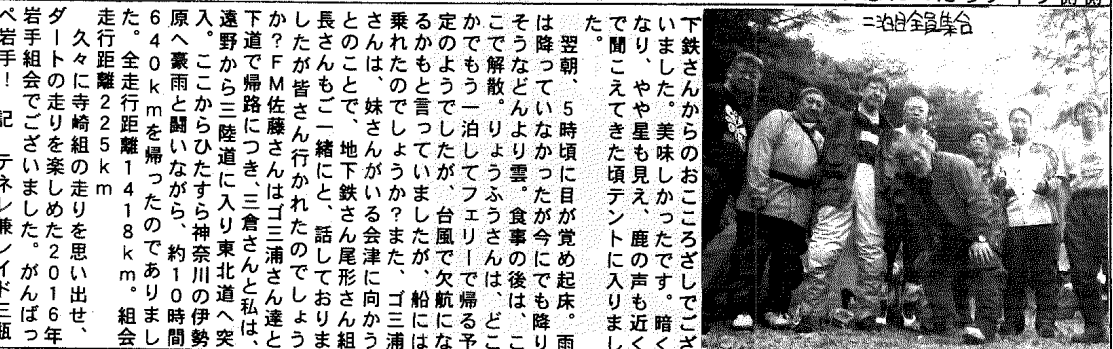 二泊目全員集合
下鉄さんからのおこころざしでござ
いました。美味しかったです。暗く
なり、やや星も見え、鹿の声も近く
で聞こえてきた頃テントに入りまし
た。
翌朝、5時頃に目が覚め起床。雨
は降っていなかったが今にでも降り
そうなどんより雲。食事の後は、こ
こで解散。りょうふうさんは、どこ
かでもう一泊してフェリーで帰る予
定のようでしたが、台風で欠航にな
るかもと言っていましたが、船には
乗れたのでしょうか？また、ゴ三浦
さんは、妹さんがいる会津に向かう
とのことで、地下鉄さん尾形さん組
長さんもご一緒にと、話しておりま
したが皆さん行かれたのでしょう
か？FM佐藤さんはゴ三浦さん達と
下道で帰路につき、三倉さんと私は、
遠野から三陸道に入り東北道へ突
入。ここからひたすら神奈川の伊勢
原へ豪雨と闘いながら、約10時間
640kmを帰ったのでありまし
た。全走行距離1418km。組会
走行距離225km
久々に寺崎組の走りを思い出せ、
ダートの走りを楽しめた2016年
岩手組会でございました。がんばっ
ぺ岩手！　記　テネレ兼レイド三瓶